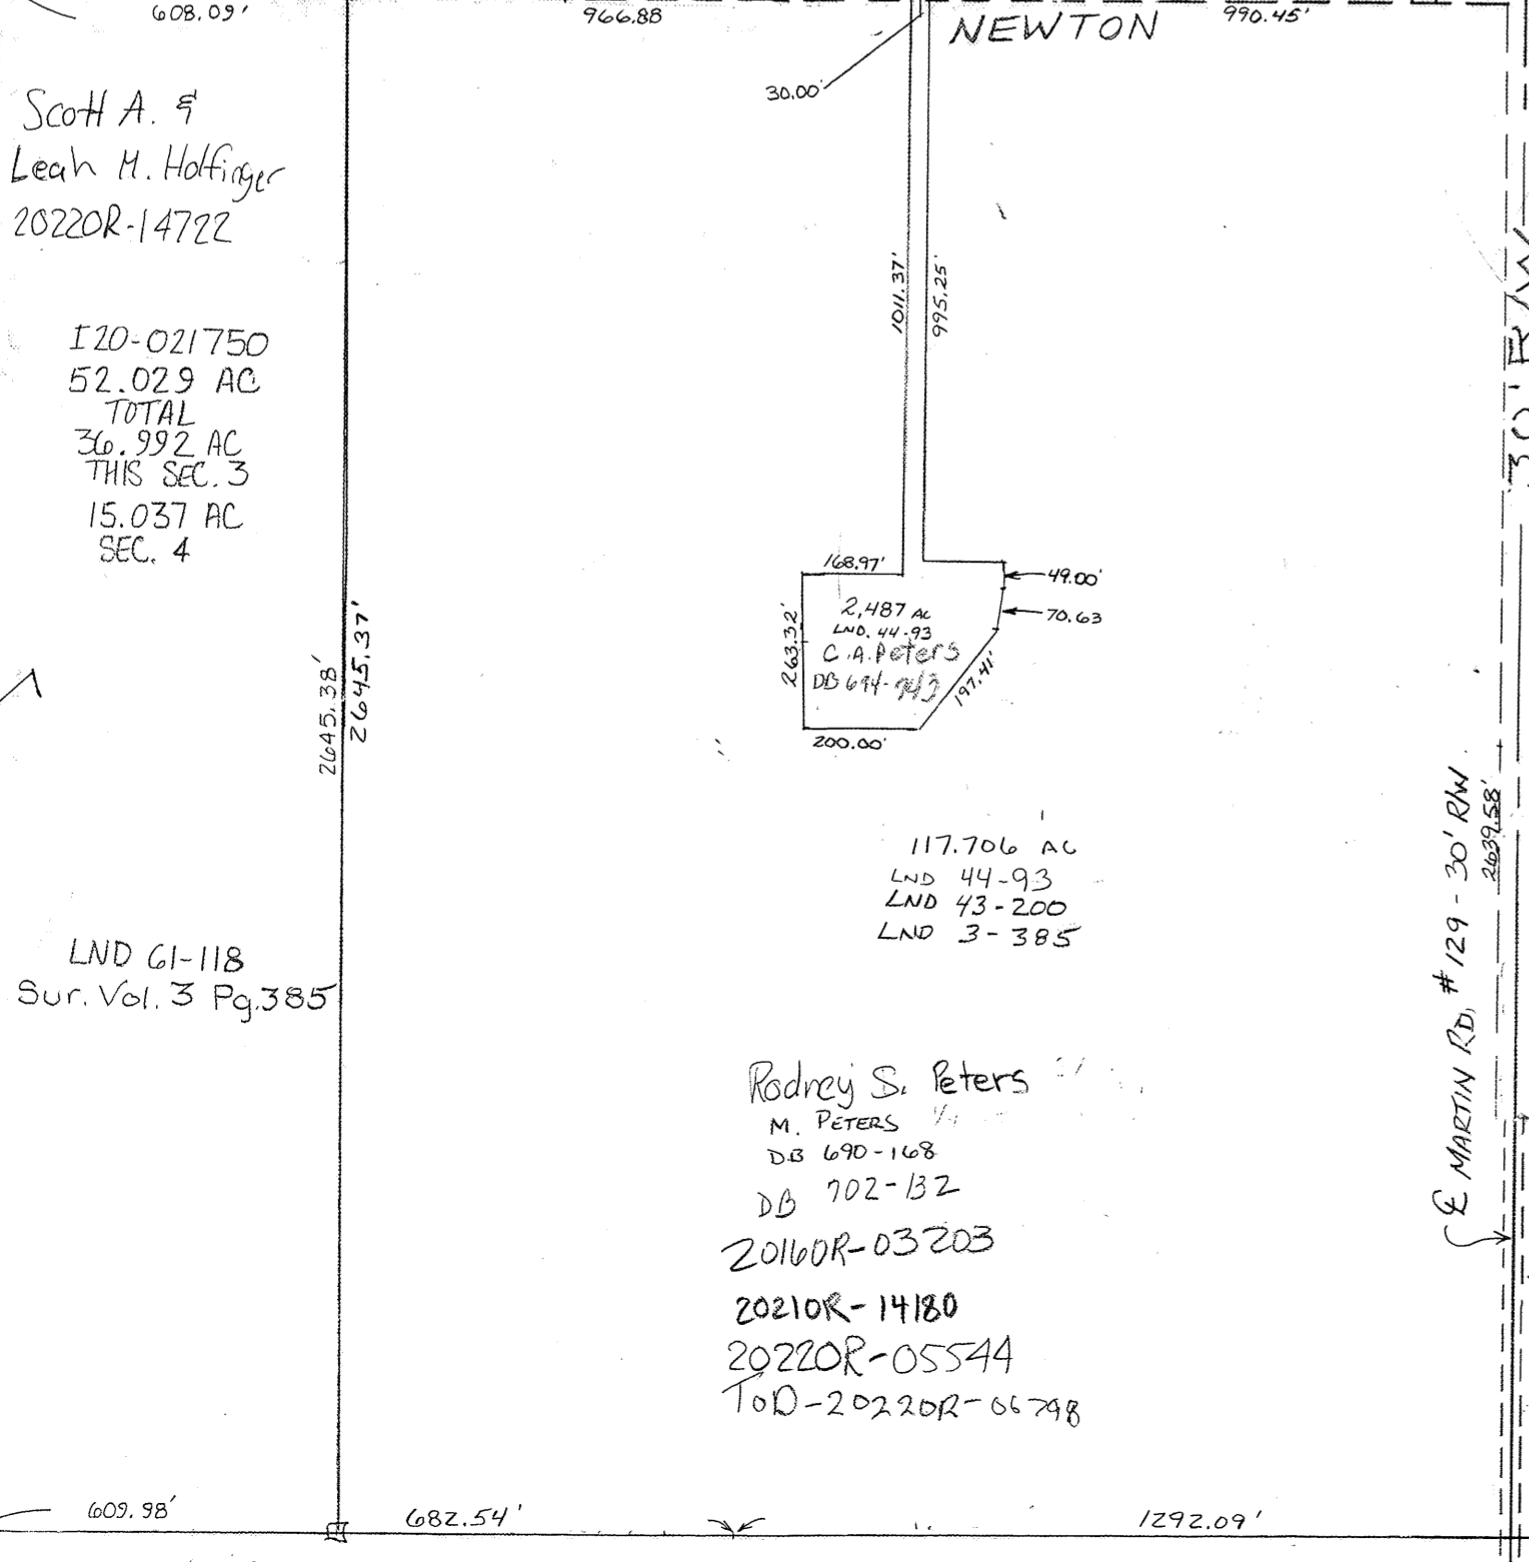 608.09'
966.88
NEWTON
990.45'
30.00'
Scott A. &
Leah M. Holfinger
2022OR-14722
I20-021750
52.029 AC
TOTAL
36.992 AC
THIS SEC. 3
15.037 AC
SEC. 4
1011.37'
995.25'
30' R/W
168.97'
49.00'
70.63
263.32'
2,487 AC
LND. 44-93
C.A. Peters
DB 694-743
197.41'
200.00'
2645.38'
2645.37'
117.706 AC
LND 44-93
LND 43-200
LND 3-385
LND 61-118
Sur. Vol. 3 Pg.385
℄ MARTIN RD. #129 - 30' R/W
2639.58'
Rodney S. Peters
M. PETERS
DB 690-168
DB 702-132
2016OR-03203
2021OR-14180
2022OR-05544
ToD-2022OR-06798
609.98'
682.54'
1292.09'